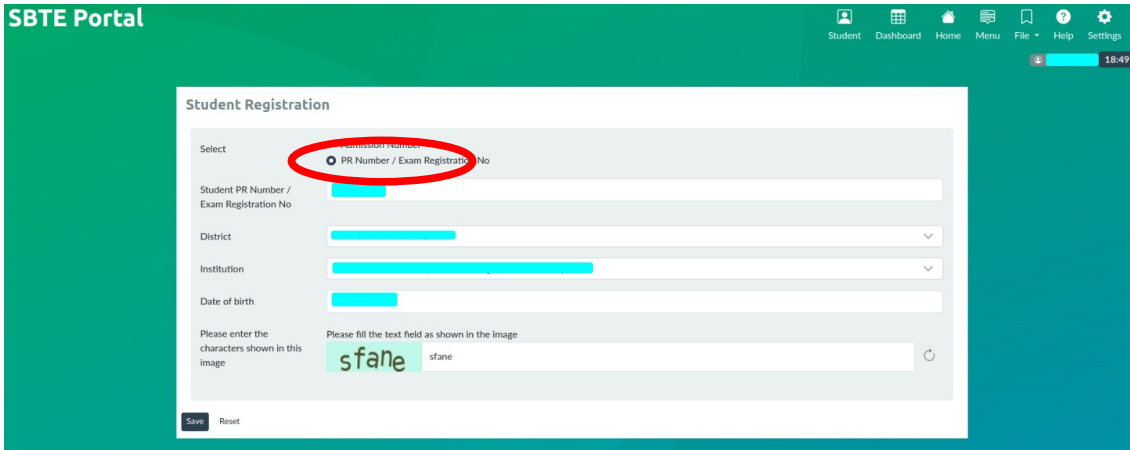 SBTE Portal
Student Dashboard Home Menu File Help Settings
18:49
Student Registration
Select
Admission Number
PR Number / Exam Registration No
Student PR Number /
Exam Registration No
District
Institution
Date of birth
Please enter the
characters shown in this
image
Please fill the text field as shown in the image
sfane
sfane
Save Reset